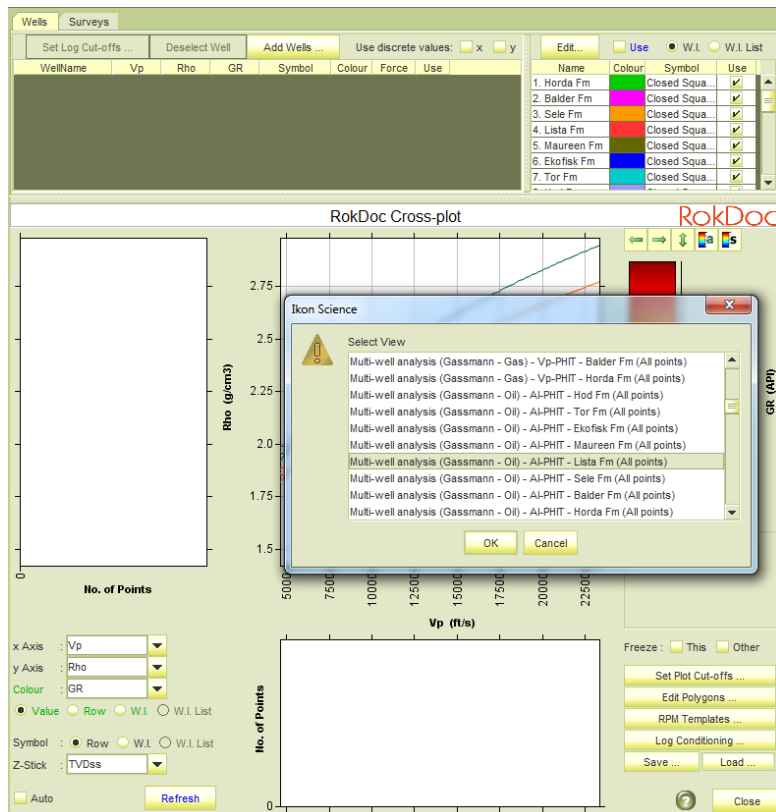 Wells Surveys
Set Log Cut-offs ... Deselect Well Add Wells ... Use discrete values: x y Edit... Use W.I. W.I. List
WellName Vp Rho GR Symbol Colour Force Use Name Colour Symbol Use
1. Horda Fm Closed Squa...
2. Balder Fm Closed Squa...
3. Sele Fm Closed Squa...
4. Lista Fm Closed Squa...
5. Maureen Fm Closed Squa...
6. Ekofisk Fm Closed Squa...
7. Tor Fm Closed Squa...
RokDoc Cross-plot RokDoc
a s
Ikon Science
Select View
Multi-well analysis (Gassmann - Gas) - Vp-PHIT - Balder Fm (All points)
Multi-well analysis (Gassmann - Gas) - Vp-PHIT - Horda Fm (All points)
Multi-well analysis (Gassmann - Oil) - AI-PHIT - Hod Fm (All points)
Multi-well analysis (Gassmann - Oil) - AI-PHIT - Tor Fm (All points)
Multi-well analysis (Gassmann - Oil) - AI-PHIT - Ekofisk Fm (All points)
Multi-well analysis (Gassmann - Oil) - AI-PHIT - Maureen Fm (All points)
Multi-well analysis (Gassmann - Oil) - AI-PHIT - Lista Fm (All points)
Multi-well analysis (Gassmann - Oil) - AI-PHIT - Sele Fm (All points)
Multi-well analysis (Gassmann - Oil) - AI-PHIT - Balder Fm (All points)
Multi-well analysis (Gassmann - Oil) - AI-PHIT - Horda Fm (All points)
OK Cancel
2.75
2.5
2.25
2.0
1.75
1.5
Rho (g/cm3)
GR (API)
0
No. of Points
5000 7500 10000 12500 15000 17500 20000 22500
Vp (ft/s)
x Axis : Vp
y Axis : Rho
Colour : GR
Value Row W.I. W.I. List
Symbol : Row W.I. W.I. List
Z-Stick : TVDss
Auto Refresh
No. of Points
0
Freeze : This Other
Set Plot Cut-offs ...
Edit Polygons ...
RPM Templates ...
Log Conditioning ...
Save ... Load ...
? Close